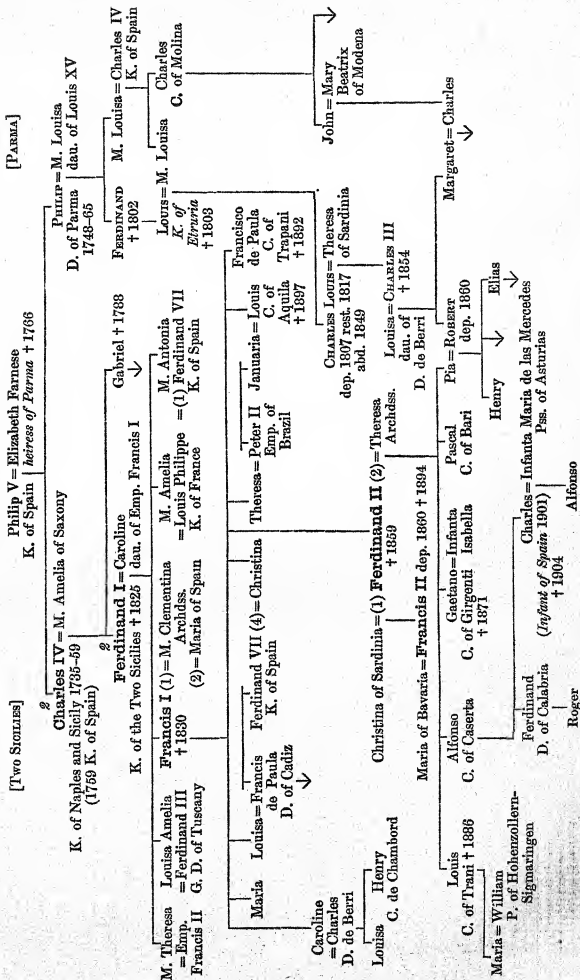 [Two Sicilies]
[Parma]
Philip V = Elizabeth Farnese
K. of Spain heiress of Parma † 1766
2
Charles IV = M. Amelia of Saxony
K. of Naples and Sicily 1735-59
(1759 K. of Spain)
Philip = M. Louisa
D. of Parma dau. of Louis XV
1748-65
2
Ferdinand I = Caroline
K. of the Two Sicilies † 1825 dau. of Emp. Francis I
Gabriel † 1788
Ferdinand
† 1802
M. Louisa = Charles IV
K. of Spain
M. Theresa
= Emp.
Francis II
Louisa Amelia
= Ferdinand III
G. D. of Tuscany
Francis I (1) = M. Clementina
† 1830 Archdss.
(2) = Maria of Spain
M. Amelia
= Louis Philippe
K. of France
M. Antonia
= (1) Ferdinand VII
K. of Spain
Louis = M. Louisa
K. of
Etruria
† 1803
Charles
C. of Molina
Maria
Louisa = Francis
de Paula
D. of Cadiz
Ferdinand VII (4) = Christina
K. of Spain
Theresa = Peter II
Emp. of
Brazil
Januaria = Louis
C. of
Aquila
† 1897
Francisco
de Paula
C. of
Trapani
† 1892
Caroline
= Charles
D. de Berri
Charles Louis = Theresa
dep. 1807 rest. 1817 of Sardinia
abd. 1849
John = Mary
Beatrix
of Modena
Louisa Henry
C. de Chambord
Christina of Sardinia = (1) Ferdinand II (2) = Theresa
† 1859 Archdss.
Louisa = Charles III
dau. of † 1854
D. de Berri
Maria of Bavaria = Francis II dep. 1860 † 1894
Louis
C. of Trani † 1886
Alfonso
C. of Caserta
Gaetano = Infanta
C. of Girgenti Isabella
† 1871
Pascal
C. of Bari
Pia = Robert
dep. 1860
Margaret = Charles
Maria = William
P. of Hohenzollern-
Sigmaringen
Ferdinand
D. of Calabria
Charles = Infanta Maria de las Mercedes
(Infant of Spain 1901) Pss. of Asturias
† 1904
Henry
Elias
Roger
Alfonso